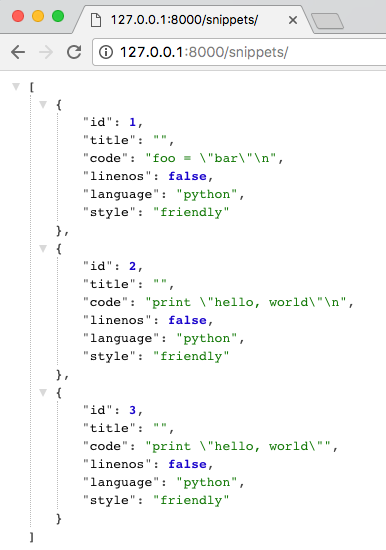 127.0.0.1:8000/snippets/
127.0.0.1:8000/snippets/
[
{
"id": 1,
"title": "",
"code": "foo = \"bar\"\n",
"linenos": false,
"language": "python",
"style": "friendly"
},
{
"id": 2,
"title": "",
"code": "print \"hello, world\"\n",
"linenos": false,
"language": "python",
"style": "friendly"
},
{
"id": 3,
"title": "",
"code": "print \"hello, world\"",
"linenos": false,
"language": "python",
"style": "friendly"
}
]